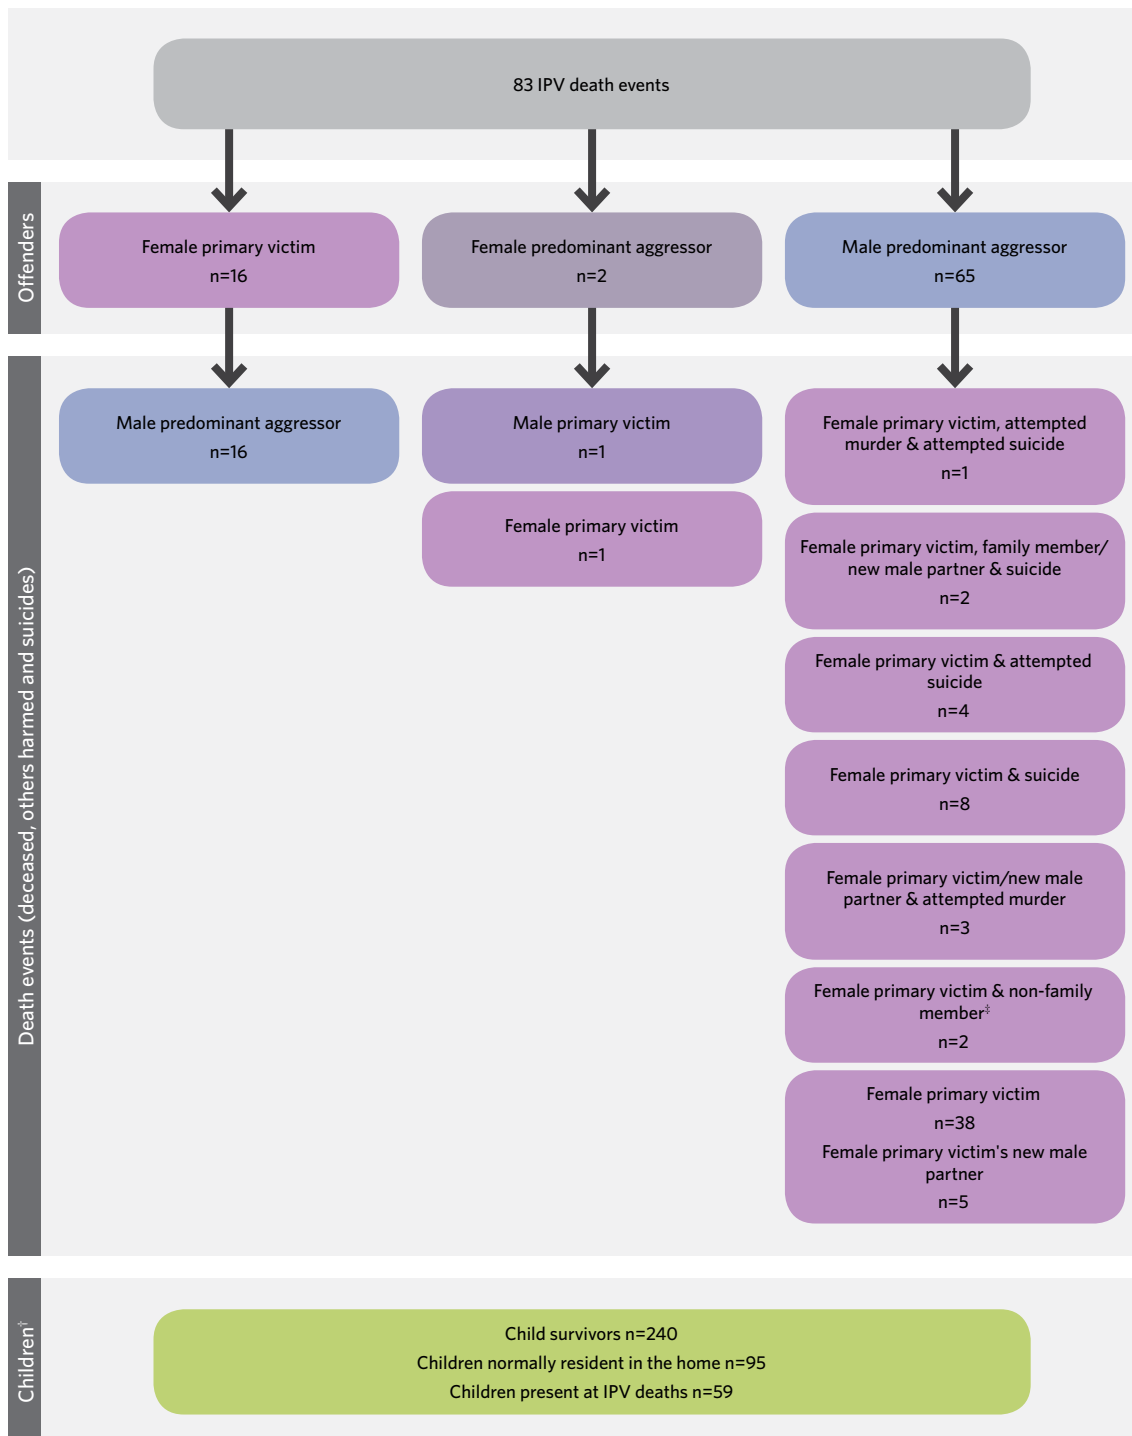 83 IPV death events
Offenders
Female primary victim
n=16
Female predominant aggressor
n=2
Male predominant aggressor
n=65
Death events (deceased, others harmed and suicides)
Male predominant aggressor
n=16
Male primary victim
n=1
Female primary victim
n=1
Female primary victim, attempted
murder & attempted suicide
n=1
Female primary victim, family member/
new male partner & suicide
n=2
Female primary victim & attempted
suicide
n=4
Female primary victim & suicide
n=8
Female primary victim/new male
partner & attempted murder
n=3
Female primary victim & non-family
member‡
n=2
Female primary victim
n=38
Female primary victim's new male
partner
n=5
Children†
Child survivors n=240
Children normally resident in the home n=95
Children present at IPV deaths n=59